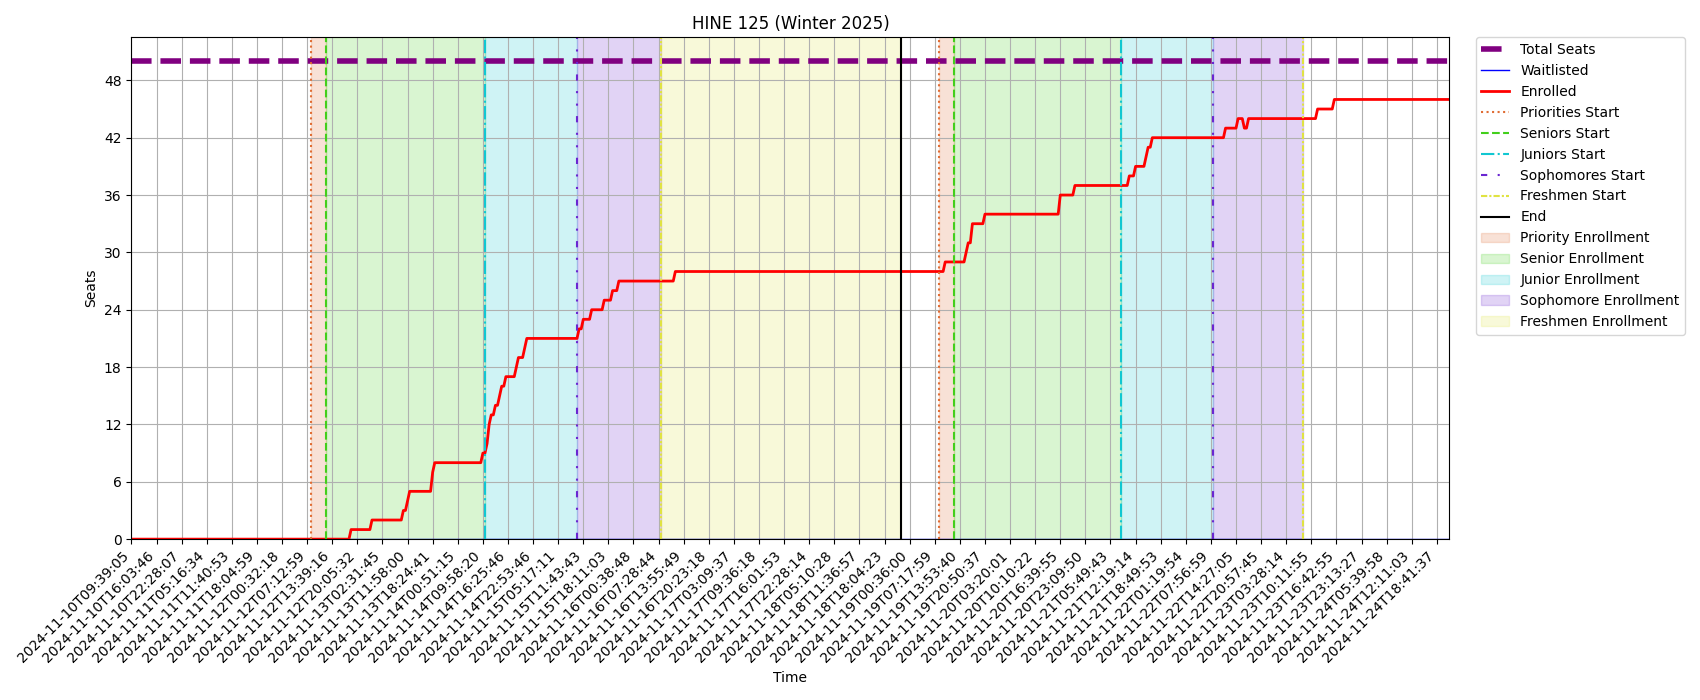 HINE 125 (Winter 2025)
Seats
48
42
36
30
24
18
12
6
0
2024-11-10T09:39:05
2024-11-10T16:03:46
2024-11-10T22:28:07
2024-11-11T05:16:34
2024-11-11T11:40:53
2024-11-11T18:04:59
2024-11-12T00:32:18
2024-11-12T07:12:59
2024-11-12T13:39:16
2024-11-12T20:05:32
2024-11-13T02:31:45
2024-11-13T11:58:00
2024-11-13T18:24:41
2024-11-14T00:51:15
2024-11-14T09:58:20
2024-11-14T16:25:46
2024-11-14T22:53:46
2024-11-15T05:17:11
2024-11-15T11:43:43
2024-11-15T18:11:03
2024-11-16T00:38:48
2024-11-16T07:28:44
2024-11-16T13:55:49
2024-11-16T20:23:18
2024-11-17T03:09:37
2024-11-17T09:36:18
2024-11-17T16:01:53
2024-11-17T22:28:14
2024-11-18T05:10:28
2024-11-18T11:36:57
2024-11-18T18:04:23
2024-11-19T00:36:00
2024-11-19T07:17:59
2024-11-19T13:53:40
2024-11-19T20:50:37
2024-11-20T03:20:01
2024-11-20T10:10:22
2024-11-20T16:39:55
2024-11-20T23:09:50
2024-11-21T05:49:43
2024-11-21T12:19:14
2024-11-21T18:49:53
2024-11-22T01:19:54
2024-11-22T07:56:59
2024-11-22T14:27:05
2024-11-22T20:57:45
2024-11-23T03:28:14
2024-11-23T10:11:55
2024-11-23T16:42:55
2024-11-23T23:13:27
2024-11-24T05:39:58
2024-11-24T12:11:03
2024-11-24T18:41:37
Time
Total Seats
Waitlisted
Enrolled
Priorities Start
Seniors Start
Juniors Start
Sophomores Start
Freshmen Start
End
Priority Enrollment
Senior Enrollment
Junior Enrollment
Sophomore Enrollment
Freshmen Enrollment